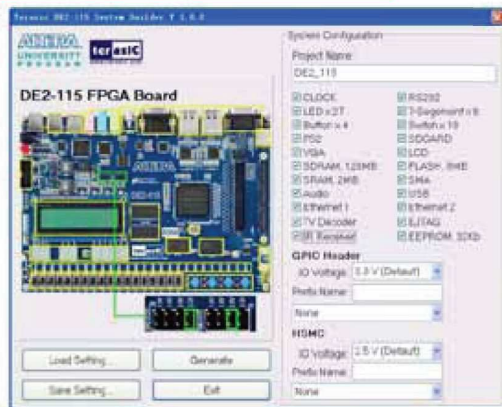 Terasic DE2-115 System Builder V 1.0.0
ALTERA
UNIVERSITY
PROGRAM
terasIC
DE2-115 FPGA Board
System Configuration
Project Name:
DE2_115
CLOCK
RS232
LED x 27
7-Segment x 8
Button x 4
Switch x 18
PS2
SDCARD
VGA
LCD
SDRAM, 128MB
FLASH, 8MB
SRAM, 2MB
SMA
Audio
USB
Ethernet 1
Ethernet 2
TV Decoder
EJTAG
IR Receiver
EEPROM, 32Kb
GPIO Header
IO Voltage: 3.3 V (Default)
Prefix Name:
None
HSMC
IO Voltage: 2.5 V (Default)
Prefix Name:
None
Load Setting...
Generate
Save Setting...
Exit